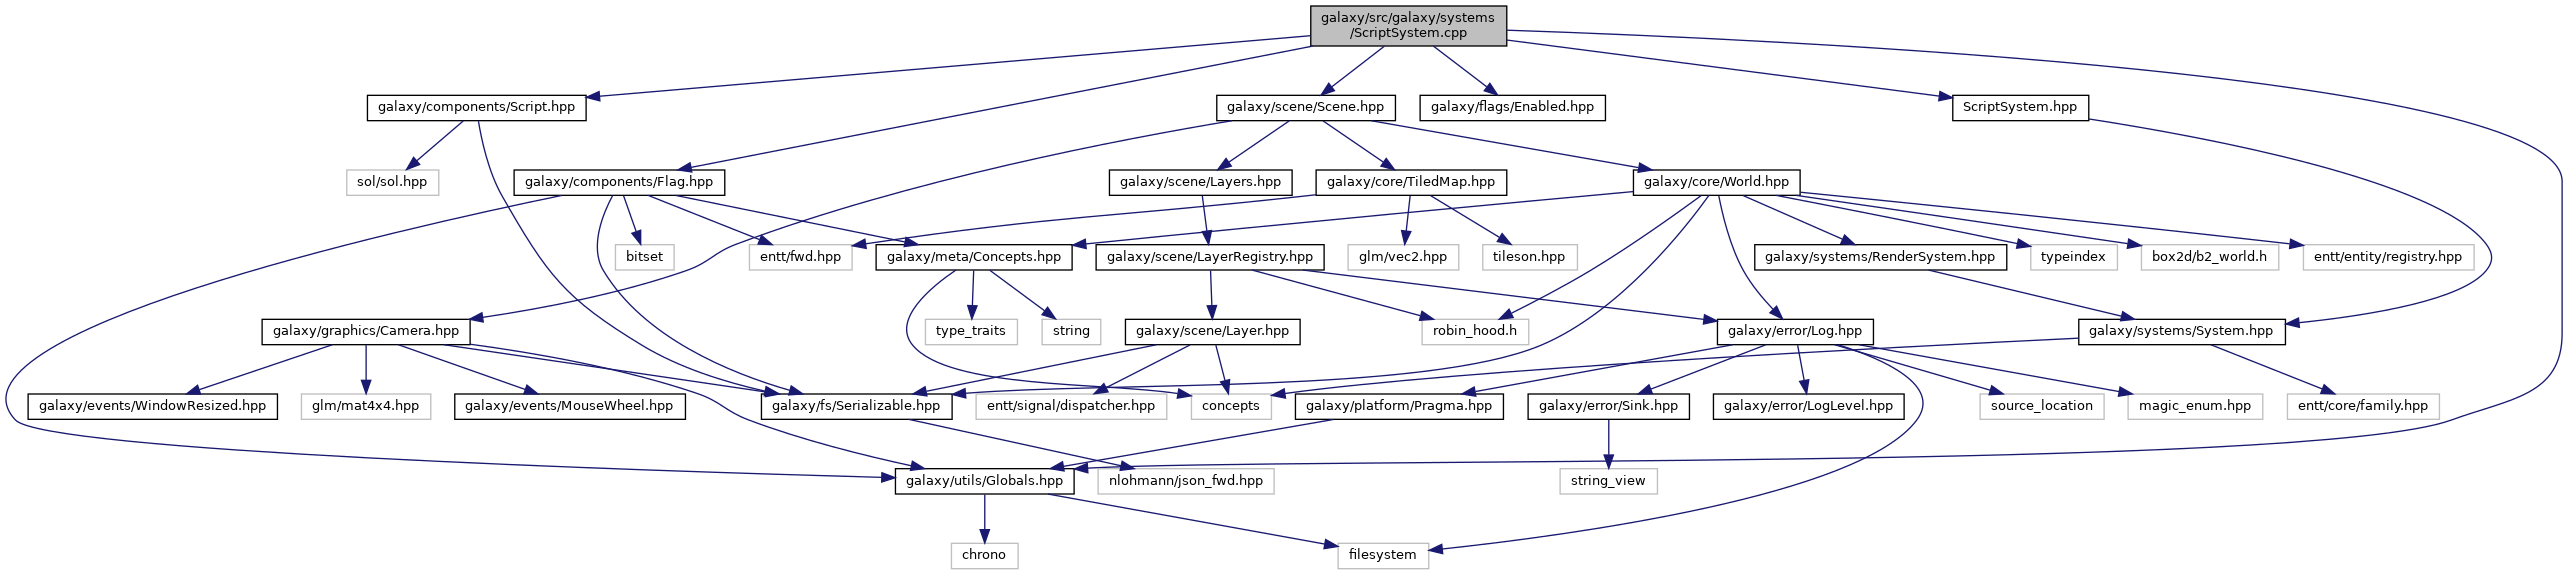 galaxy/src/galaxy/systems
/ScriptSystem.cpp
galaxy/components/Script.hpp
galaxy/scene/Scene.hpp
galaxy/flags/Enabled.hpp
ScriptSystem.hpp
sol/sol.hpp
galaxy/components/Flag.hpp
galaxy/scene/Layers.hpp
galaxy/core/TiledMap.hpp
galaxy/core/World.hpp
bitset
entt/fwd.hpp
galaxy/meta/Concepts.hpp
galaxy/scene/LayerRegistry.hpp
glm/vec2.hpp
tileson.hpp
galaxy/systems/RenderSystem.hpp
typeindex
box2d/b2_world.h
entt/entity/registry.hpp
galaxy/graphics/Camera.hpp
type_traits
string
galaxy/scene/Layer.hpp
robin_hood.h
galaxy/error/Log.hpp
galaxy/systems/System.hpp
galaxy/events/WindowResized.hpp
glm/mat4x4.hpp
galaxy/events/MouseWheel.hpp
galaxy/fs/Serializable.hpp
entt/signal/dispatcher.hpp
concepts
galaxy/platform/Pragma.hpp
galaxy/error/Sink.hpp
galaxy/error/LogLevel.hpp
source_location
magic_enum.hpp
entt/core/family.hpp
galaxy/utils/Globals.hpp
nlohmann/json_fwd.hpp
string_view
chrono
filesystem